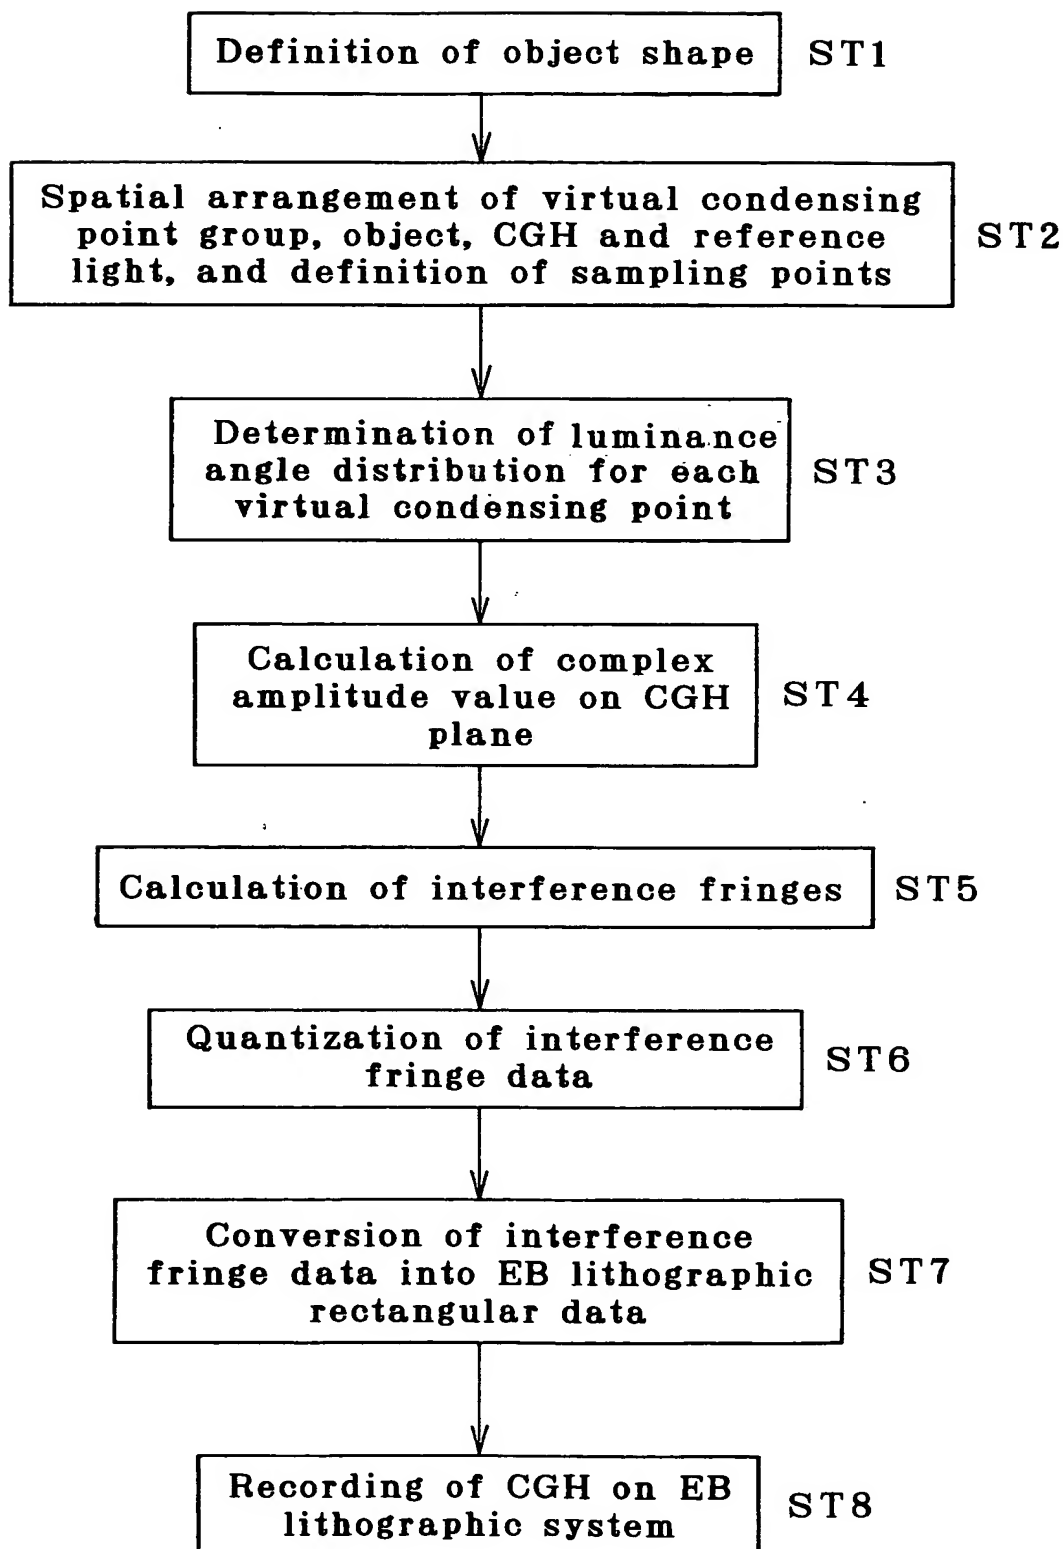 Definition of object shape ST1
Spatial arrangement of virtual condensing
point group, object, CGH and reference
light, and definition of sampling points
ST2
Determination of luminance
angle distribution for each
virtual condensing point
ST3
Calculation of complex
amplitude value on CGH
plane
ST4
Calculation of interference fringes ST5
Quantization of interference
fringe data
ST6
Conversion of interference
fringe data into EB lithographic
rectangular data
ST7
Recording of CGH on EB
lithographic system
ST8